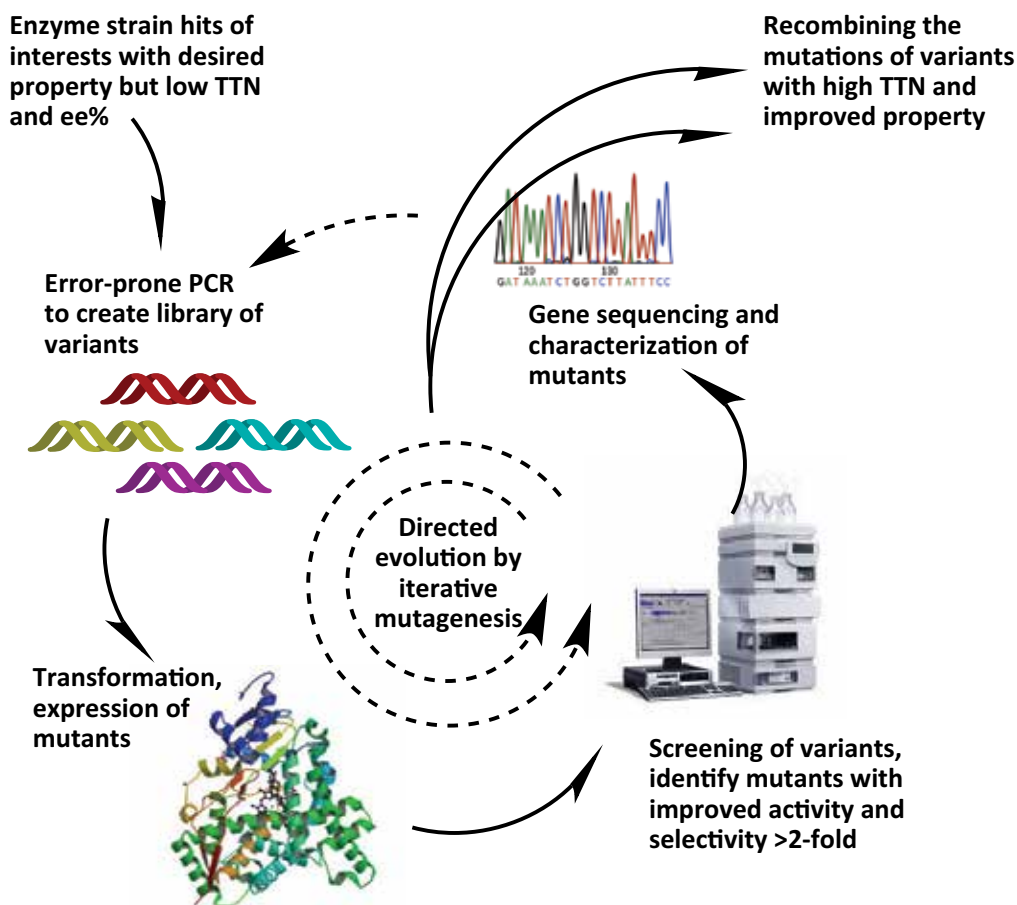 Enzyme strain hits of
interests with desired
property but low TTN
and ee%
Recombining the
mutations of variants
with high TTN and
improved property
Error-prone PCR
to create library of
variants
120 130
GATAAATCTGGTCTTATTTCC
Gene sequencing and
characterization of
mutants
Directed
evolution by
iterative
mutagenesis
Transformation,
expression of
mutants
Screening of variants,
identify mutants with
improved activity and
selectivity >2-fold